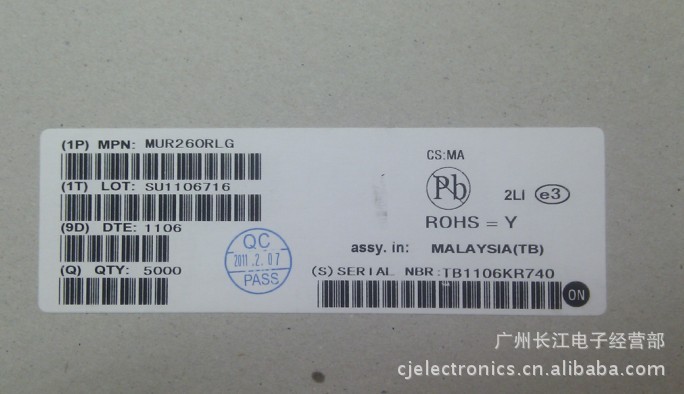 (1P) MPN: MUR260RLG
(1T) LOT: SU1106716
(9D) DTE: 1106
(Q) QTY: 5000
QC
2011.2.07
PASS
CS:MA
Pb
2LI e3
ROHS = Y
assy. in: MALAYSIA(TB)
(S) SERIAL NBR: TB1106KR740
ON
广州长江电子经营部
cjelectronics.cn.alibaba.com